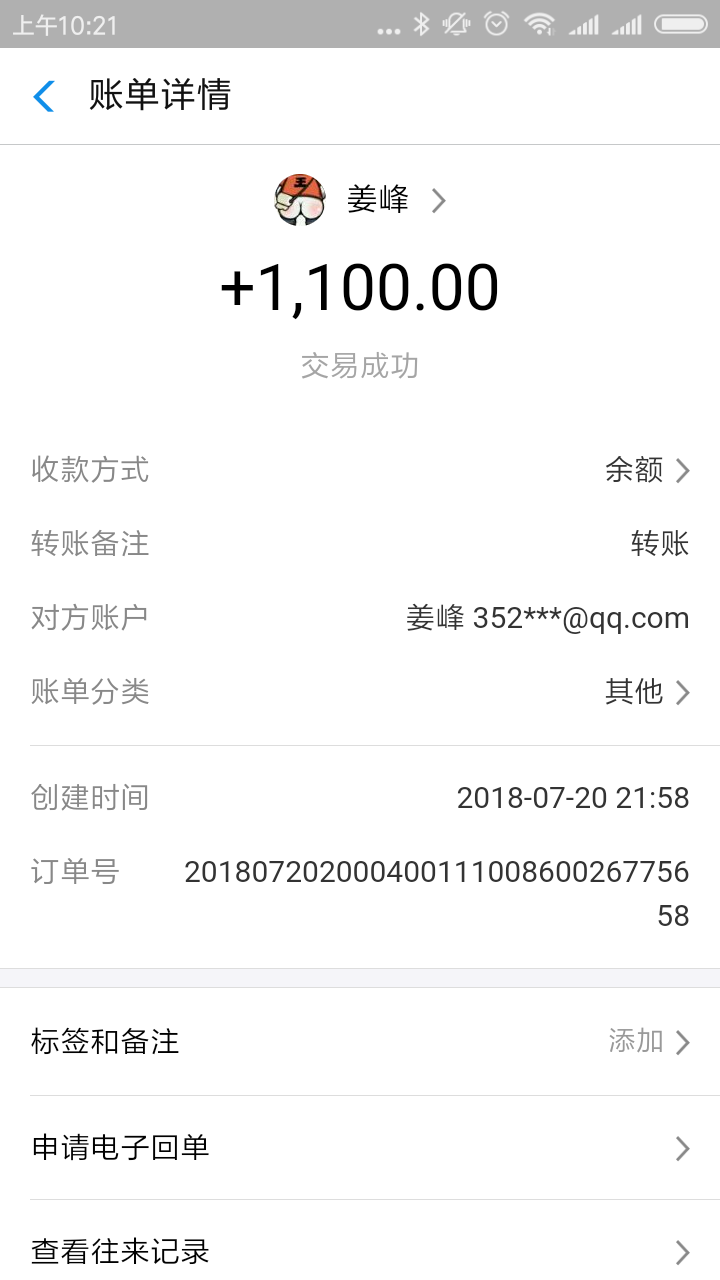 上午10:21
账单详情
王
姜峰
+1,100.00
交易成功
收款方式 余额
转账备注 转账
对方账户 姜峰 352***@qq.com
账单分类 其他
创建时间 2018-07-20 21:58
订单号 201807202000400111008600267756
58
标签和备注 添加
申请电子回单
查看往来记录